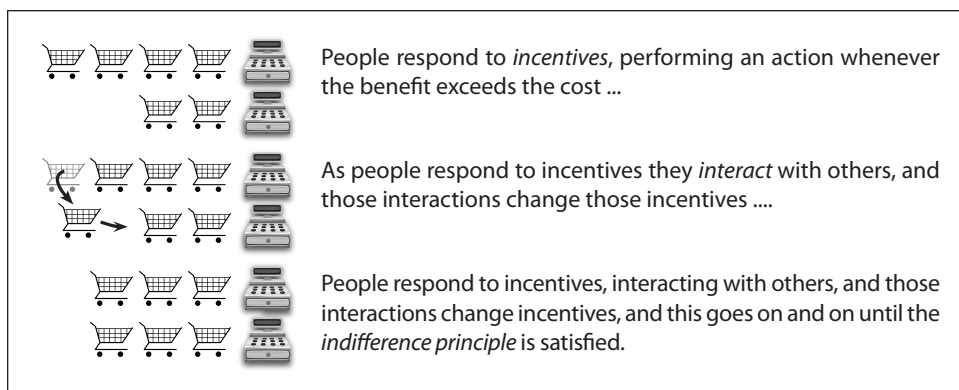 People respond to incentives, performing an action whenever
the benefit exceeds the cost ...
As people respond to incentives they interact with others, and
those interactions change those incentives ....
People respond to incentives, interacting with others, and those
interactions change incentives, and this goes on and on until the
indifference principle is satisfied.